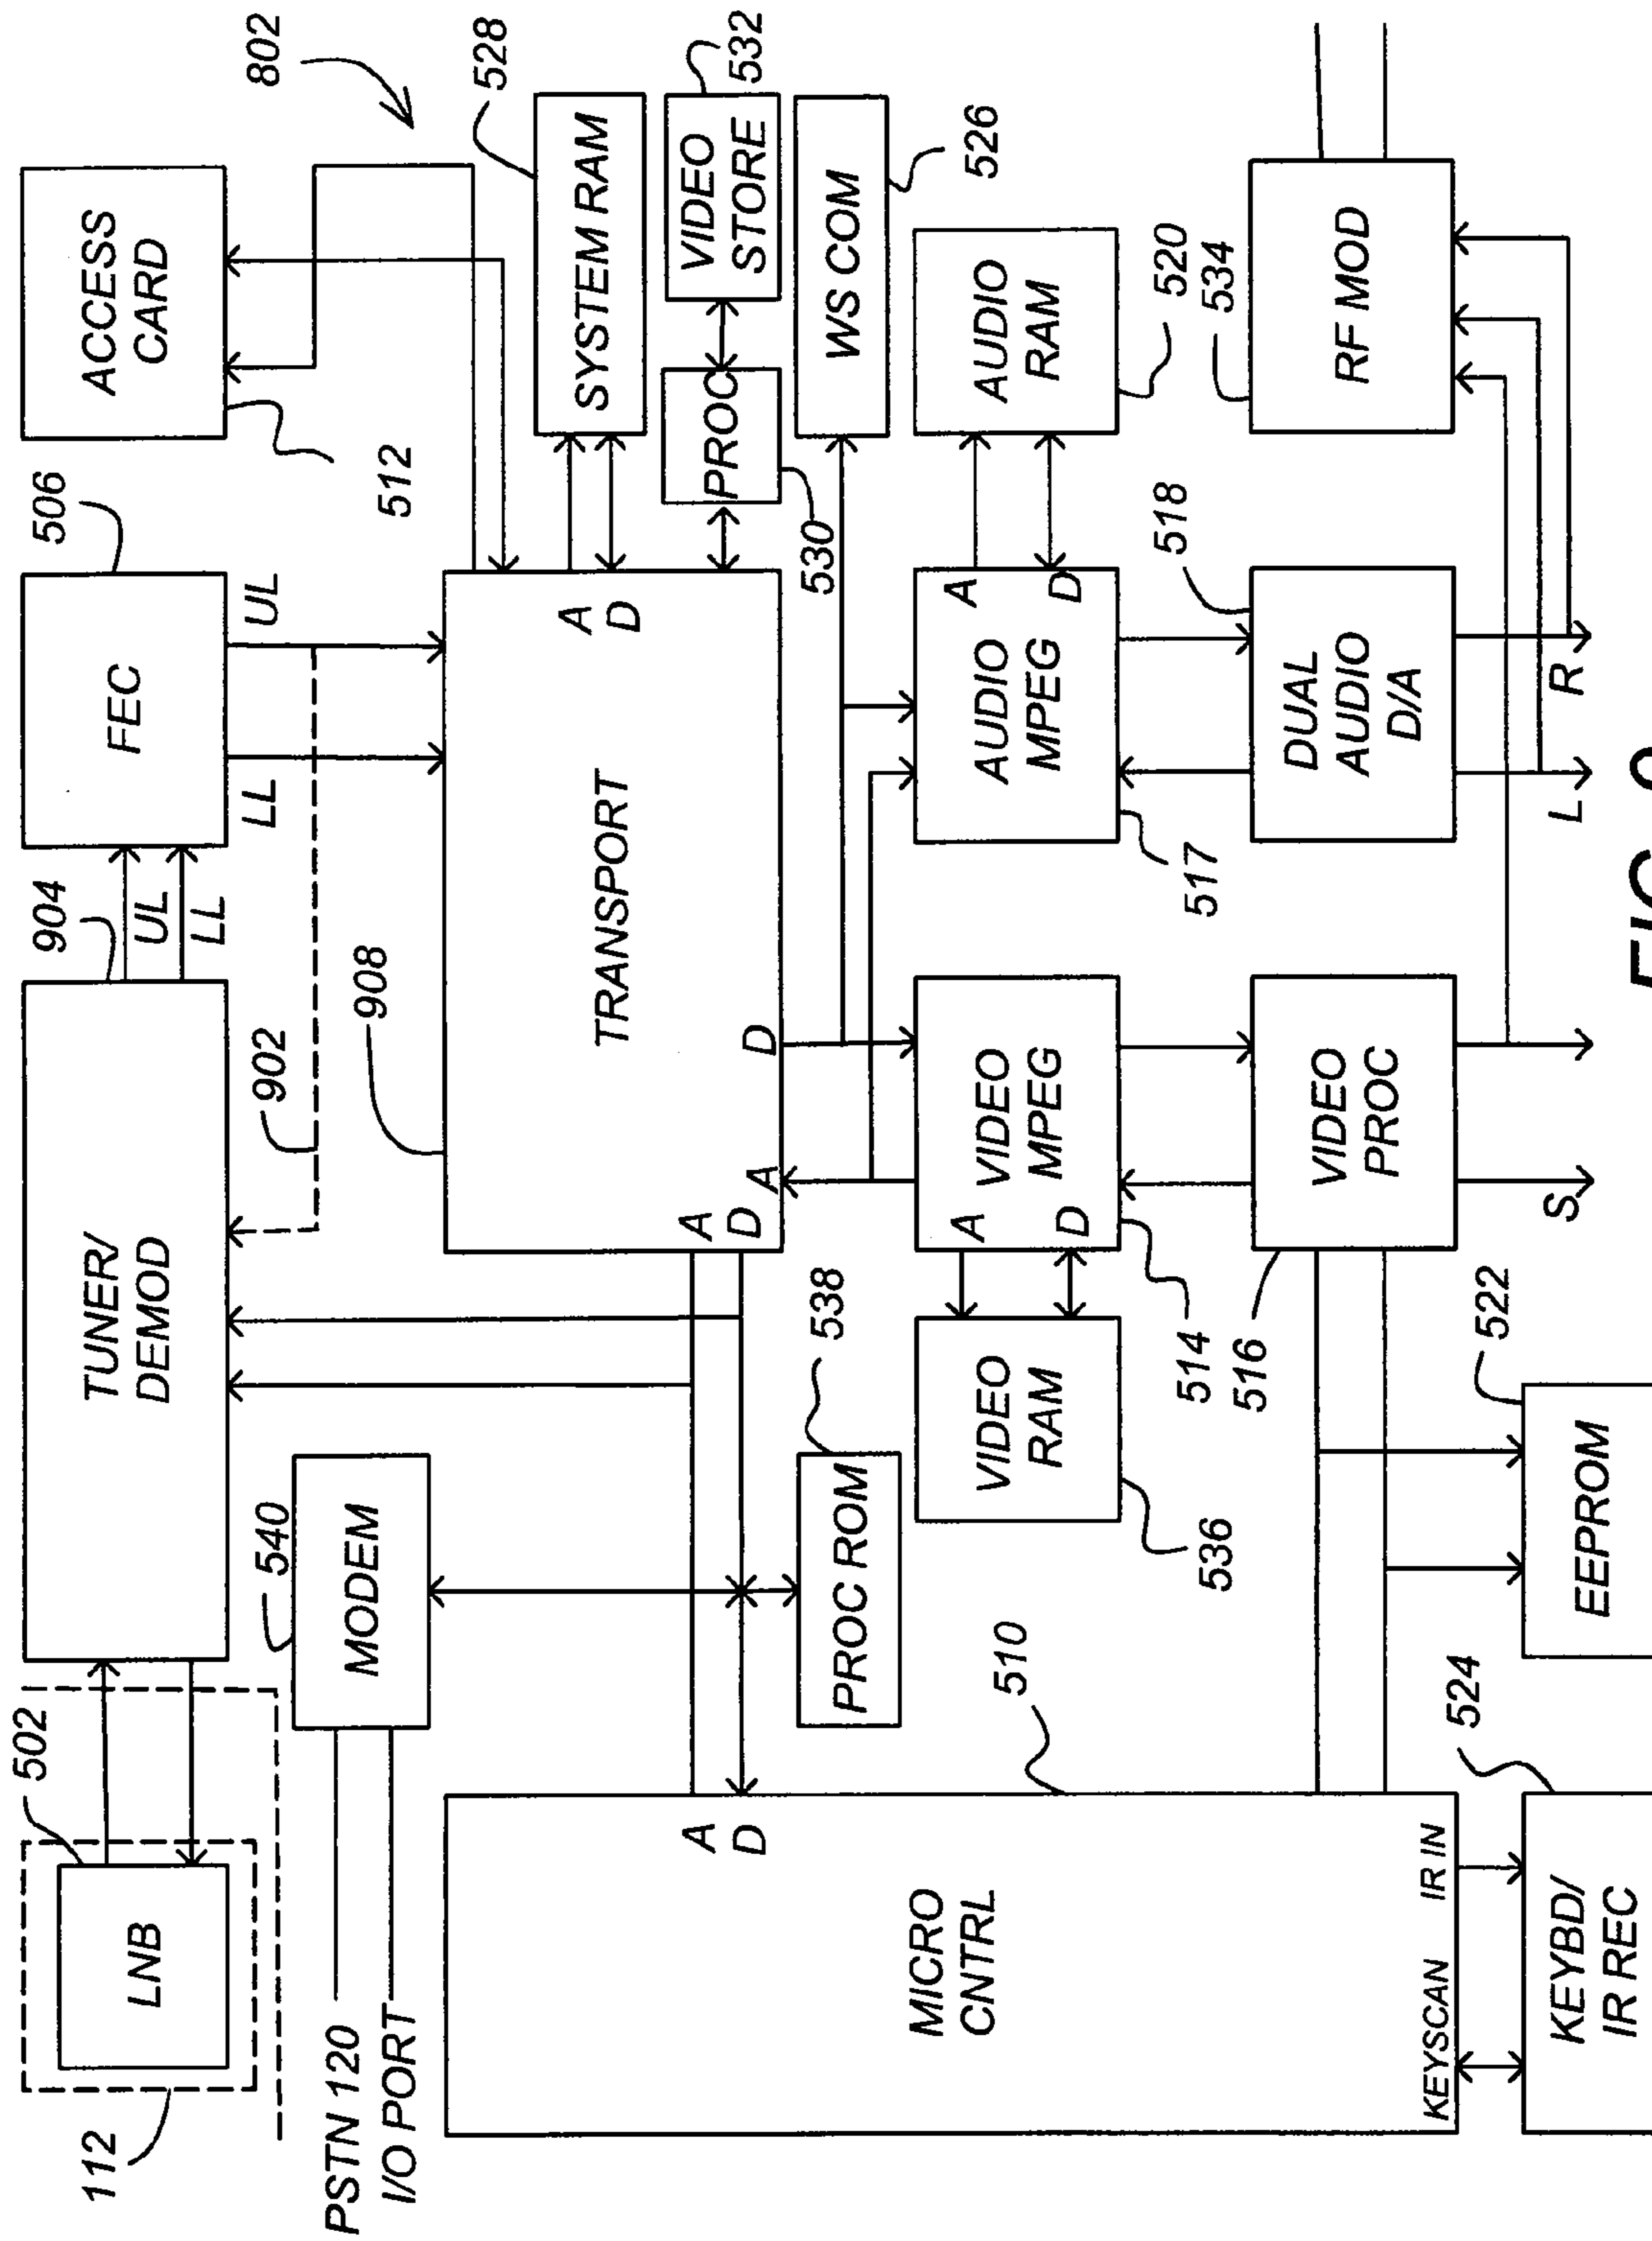 802
112
502
LNB
TUNER/
DEMOD
904
UL
LL
FEC
506
LL
UL
ACCESS
CARD
512
902
PSTN 120
I/O PORT
MODEM
540
908
TRANSPORT
A
D
A
D
A
D
SYSTEM RAM
528
PROC
530
VIDEO
STORE
532
WS COM
526
MICRO
CNTRL
510
A
D
KEYSCAN
IR IN
PROC ROM
538
VIDEO
RAM
536
VIDEO
MPEG
A
D
514
AUDIO
MPEG
A
D
517
AUDIO
RAM
520
VIDEO
PROC
516
DUAL
AUDIO
D/A
518
RF MOD
534
KEYBD/
IR REC
524
EEPROM
522
S
L
R